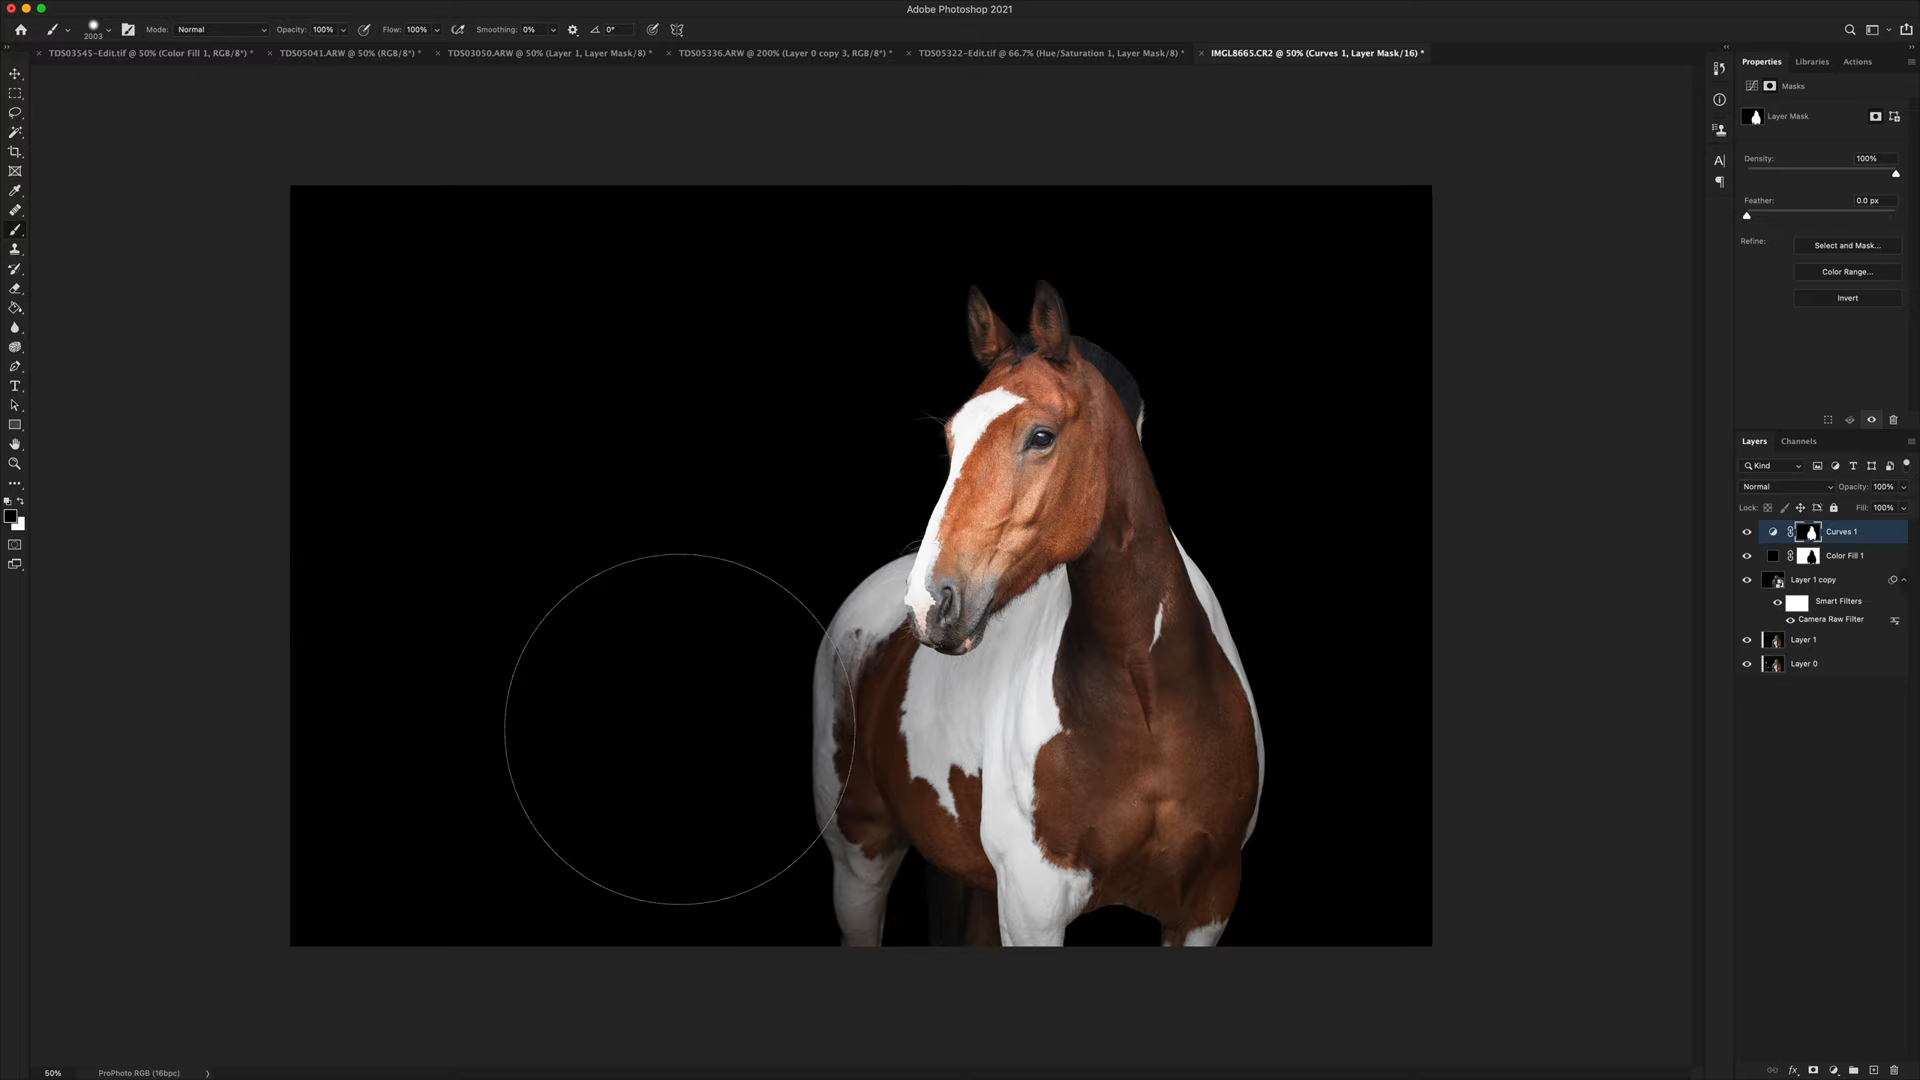 Adobe Photoshop 2021
2003 Mode: Normal Opacity: 100% Flow: 100% Smoothing: 0% 0°
× TDS03545-Edit.tif @ 50% (Color Fill 1, RGB/8*) * × TDS05041.ARW @ 50% (RGB/8*) * × TDS03050.ARW @ 50% (Layer 1, Layer Mask/8) * × TDS05336.ARW @ 200% (Layer 0 copy 3, RGB/8*) * × TDS05322-Edit.tif @ 66.7% (Hue/Saturation 1, Layer Mask/8) * × IMGL8665.CR2 @ 50% (Curves 1, Layer Mask/16) *
Properties Libraries Actions
Masks
Layer Mask
Density: 100%
Feather: 0.0 px
Refine: Select and Mask...
Color Range...
Invert
Layers Channels
Kind
Normal Opacity: 100%
Lock: Fill: 100%
Curves 1
Color Fill 1
Layer 1 copy
Smart Filters
Camera Raw Filter
Layer 1
Layer 0
50% ProPhoto RGB (16bpc)